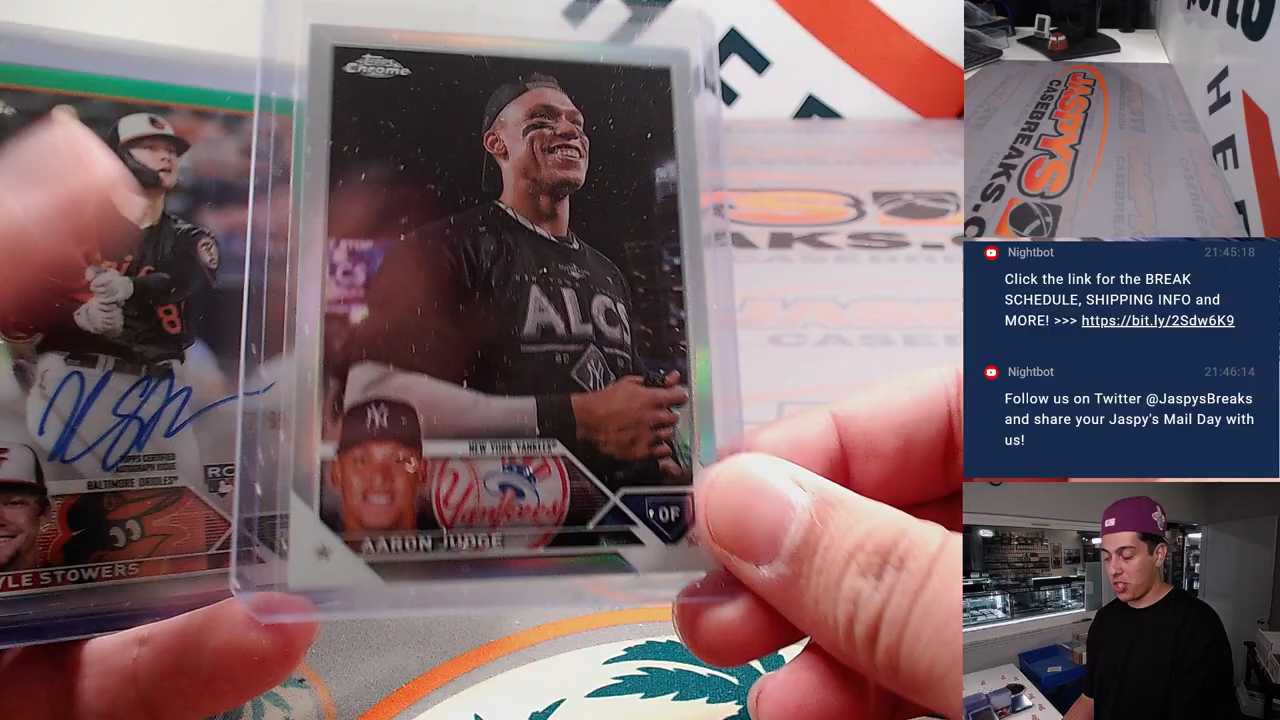 Topps
Chrome
ALCS
NEW YORK YANKEES®
Yankees
OF
AARON JUDGE
8
TOPPS CERTIFIED
AUTOGRAPH ISSUE
RC
BALTIMORE ORIOLES®
YLE STOWERS
AKS.C
JASPYS
CASEBREAKS.C
HE
Nightbot 21:45:18
Click the link for the BREAK
SCHEDULE, SHIPPING INFO and
MORE! >>> https://bit.ly/2Sdw6K9
Nightbot 21:46:14
Follow us on Twitter @JaspysBreaks
and share your Jaspy's Mail Day with
us!